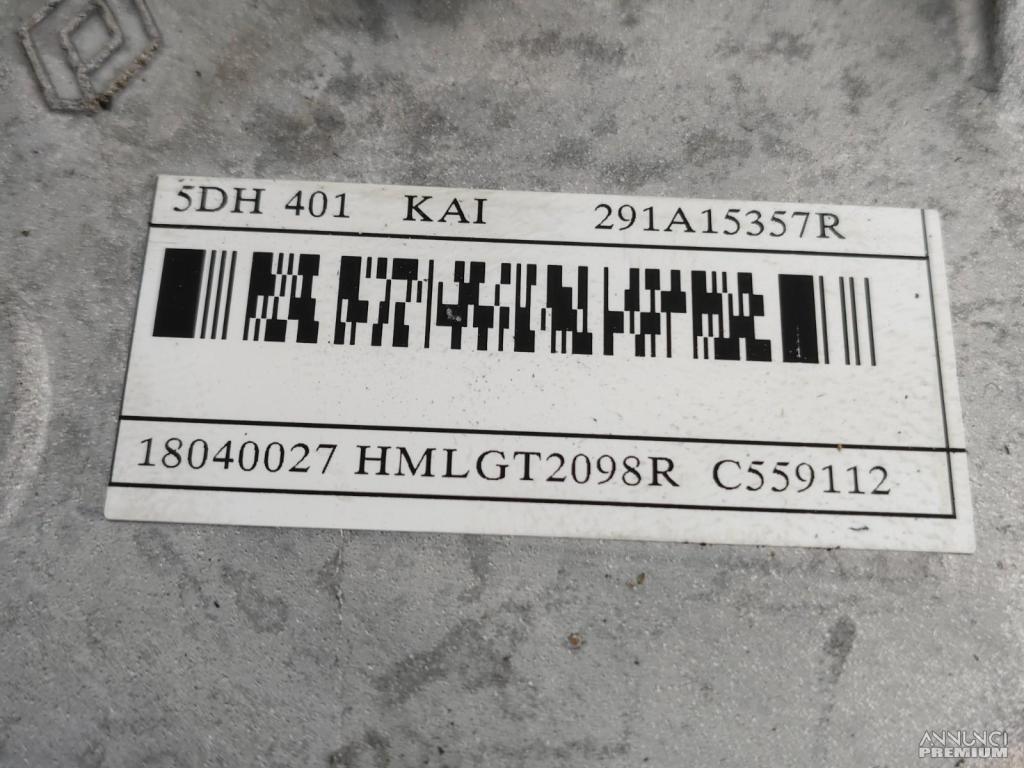 5DH 401 KAI 291A15357R
18040027 HMLGT2098R C559112
ANNUNCI
PREMIUM